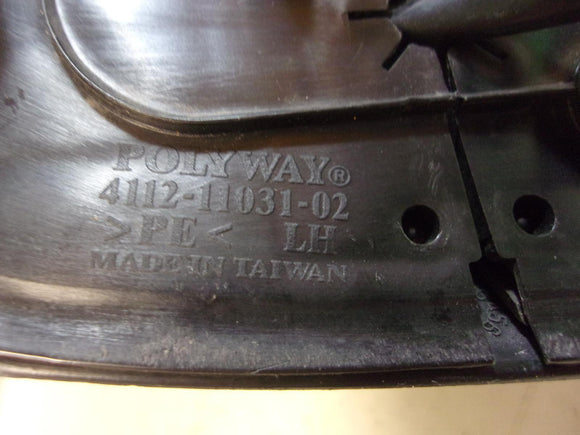 POLYWAY®
4112-11031-02
>PE< LH
MADE IN TAIWAN